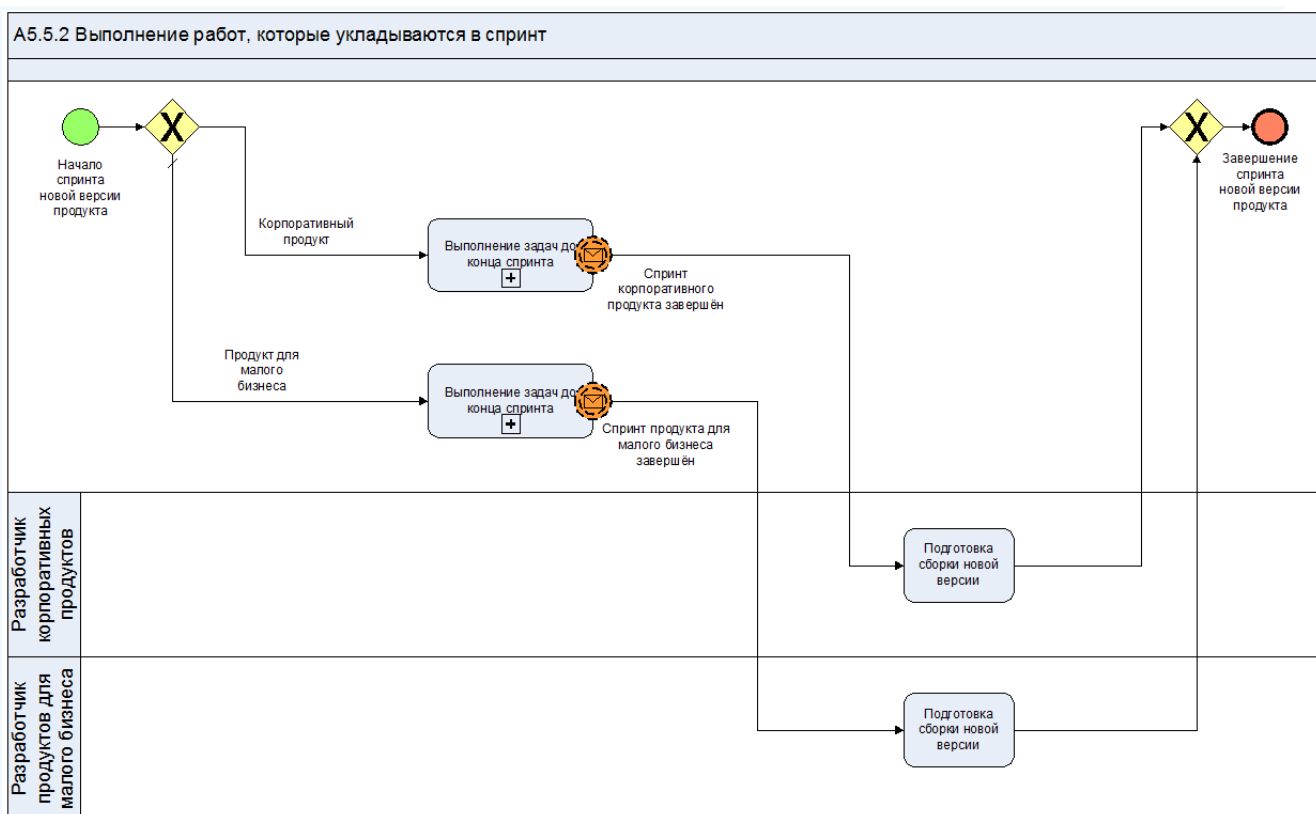 A5.5.2 Выполнение работ, которые укладываются в спринт
Начало
спринта
новой версии
продукта
Корпоративный
продукт
Выполнение задач до
конца спринта
Спринт
корпоративного
продукта завершён
Завершение
спринта
новой версии
продукта
Продукт для
малого
бизнеса
Выполнение задач до
конца спринта
Спринт продукта для
малого бизнеса
завершён
Разработчик
корпоративных
продуктов
Подготовка
сборки новой
версии
Разработчик
продуктов для
малого бизнеса
Подготовка
сборки новой
версии